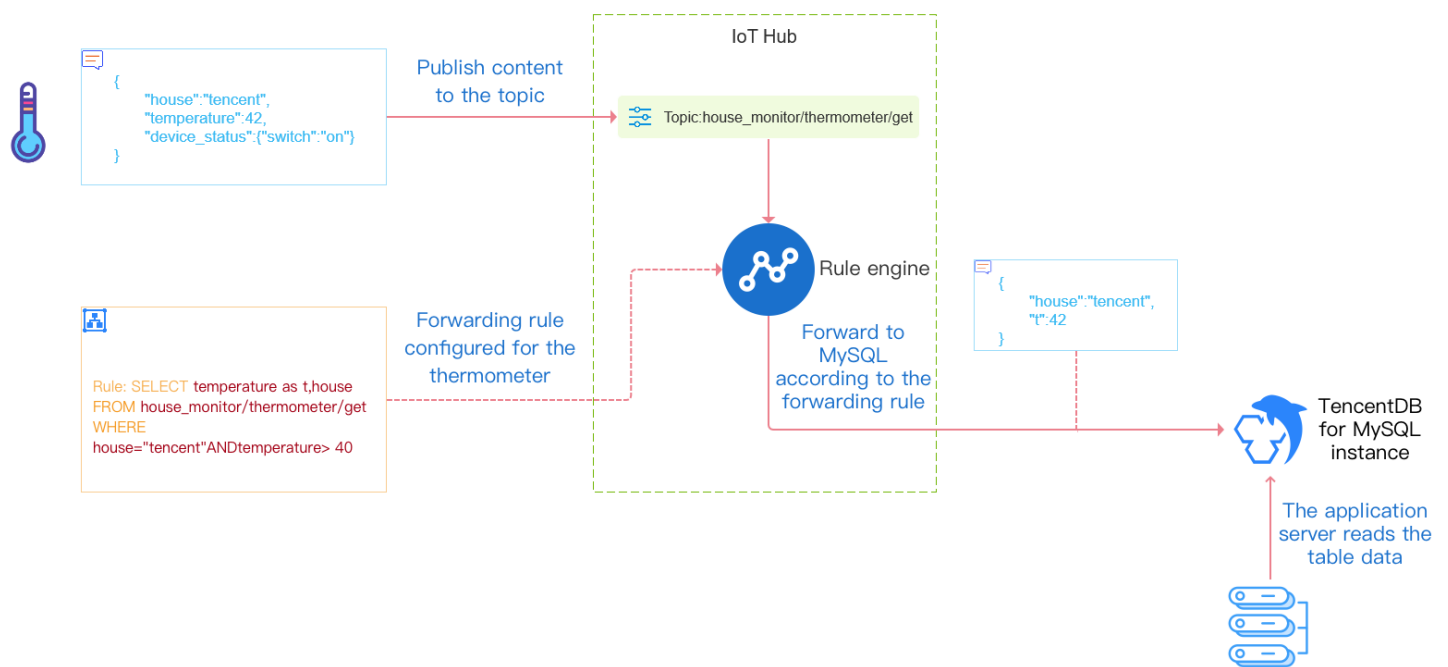 IoT Hub
{
"house":"tencent",
"temperature":42,
"device_status":{"switch":"on"}
}
Publish content
to the topic
Topic:house_monitor/thermometer/get
Rule engine
Rule: SELECT temperature as t,house
FROM house_monitor/thermometer/get
WHERE
house="tencent"ANDtemperature> 40
Forwarding rule
configured for the
thermometer
Forward to
MySQL
according to the
forwarding rule
{
"house":"tencent",
"t":42
}
TencentDB
for MySQL
instance
The application
server reads the
table data